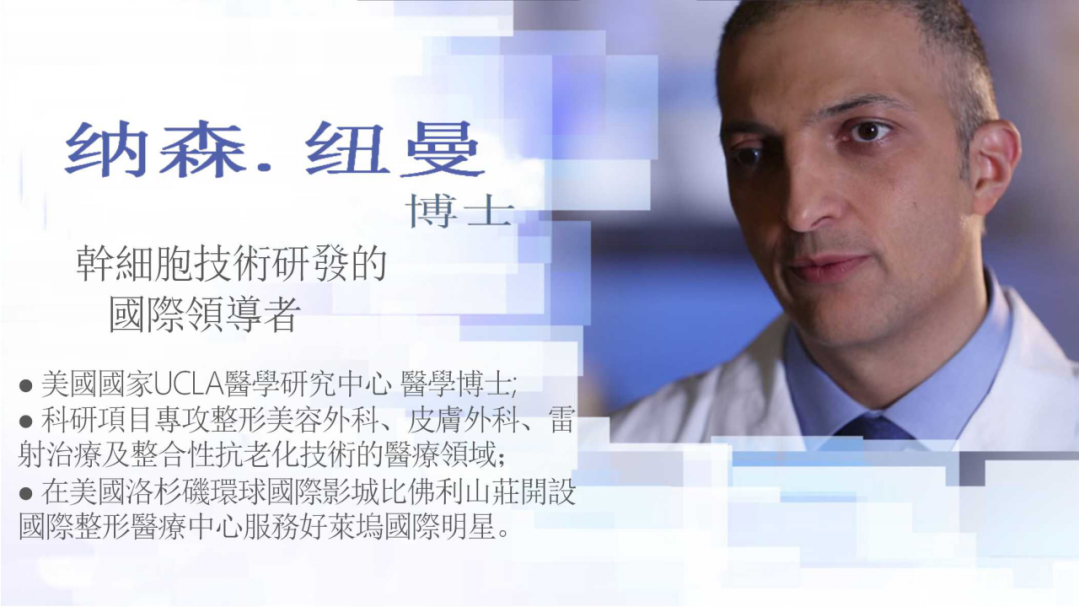 纳森.纽曼
博士
幹細胞技術研發的
國際領導者
● 美國國家UCLA醫學研究中心 醫學博士;
● 科研項目專攻整形美容外科、皮膚外科、雷
射治療及整合性抗老化技術的醫療領域；
● 在美國洛杉磯環球國際影城比佛利山莊開設
國際整形醫療中心服務好萊塢國際明星。